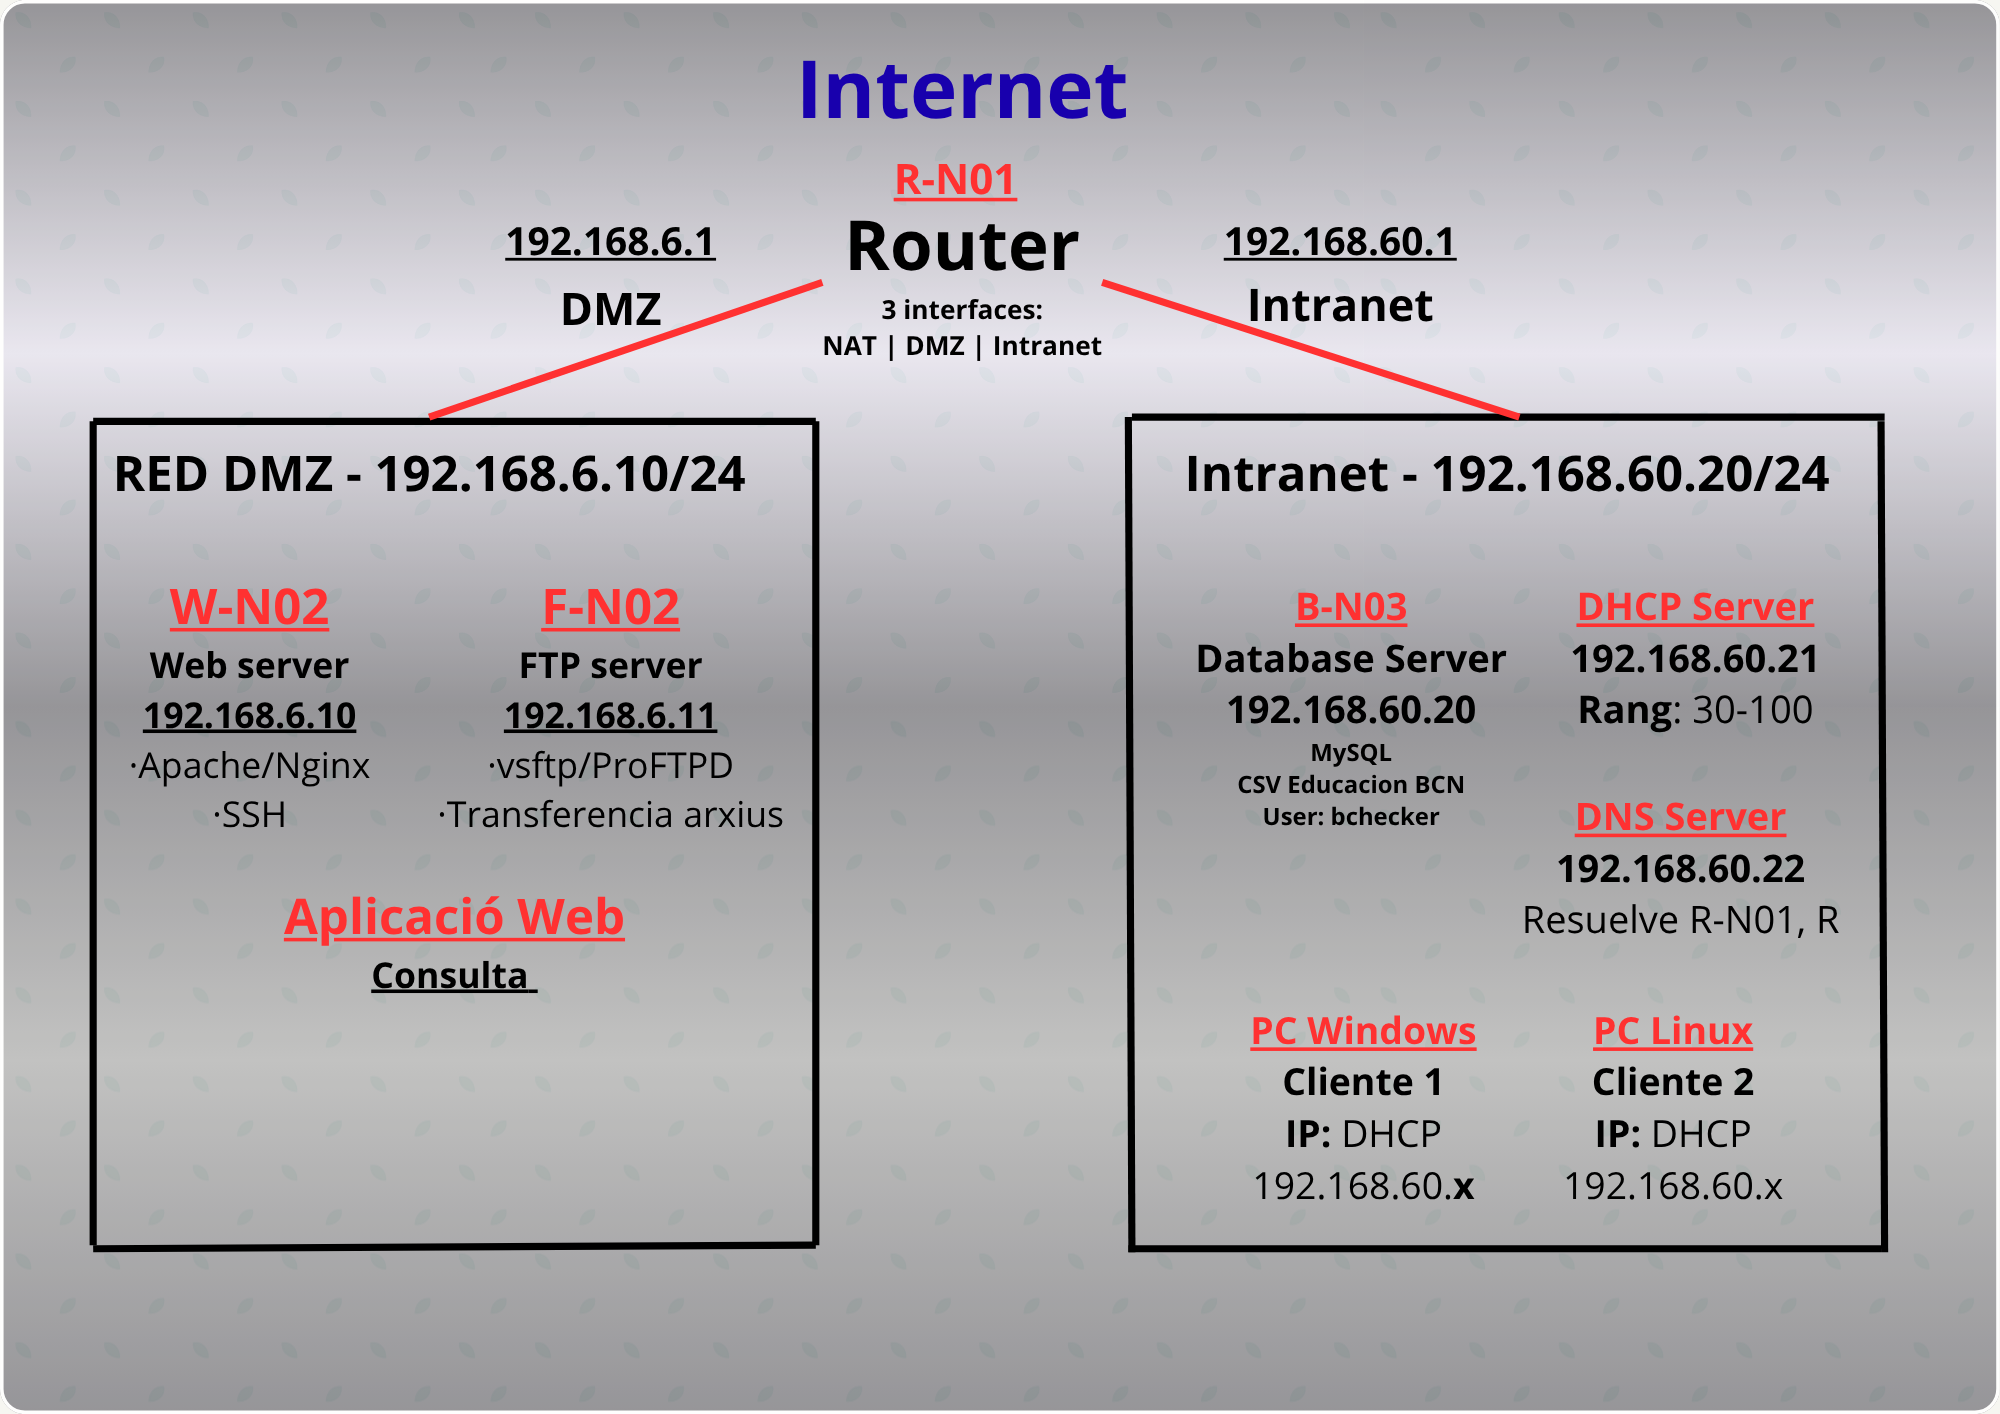 Internet
R-N01
Router
3 interfaces:
NAT | DMZ | Intranet
192.168.6.1
DMZ
192.168.60.1
Intranet
RED DMZ - 192.168.6.10/24
W-N02
Web server
192.168.6.10
·Apache/Nginx
·SSH
F-N02
FTP server
192.168.6.11
·vsftp/ProFTPD
·Transferencia arxius
Aplicació Web
Consulta
Intranet - 192.168.60.20/24
B-N03
Database Server
192.168.60.20
MySQL
CSV Educacion BCN
User: bchecker
DHCP Server
192.168.60.21
Rang: 30-100
DNS Server
192.168.60.22
Resuelve R-N01, R
PC Windows
Cliente 1
IP: DHCP
192.168.60.x
PC Linux
Cliente 2
IP: DHCP
192.168.60.x